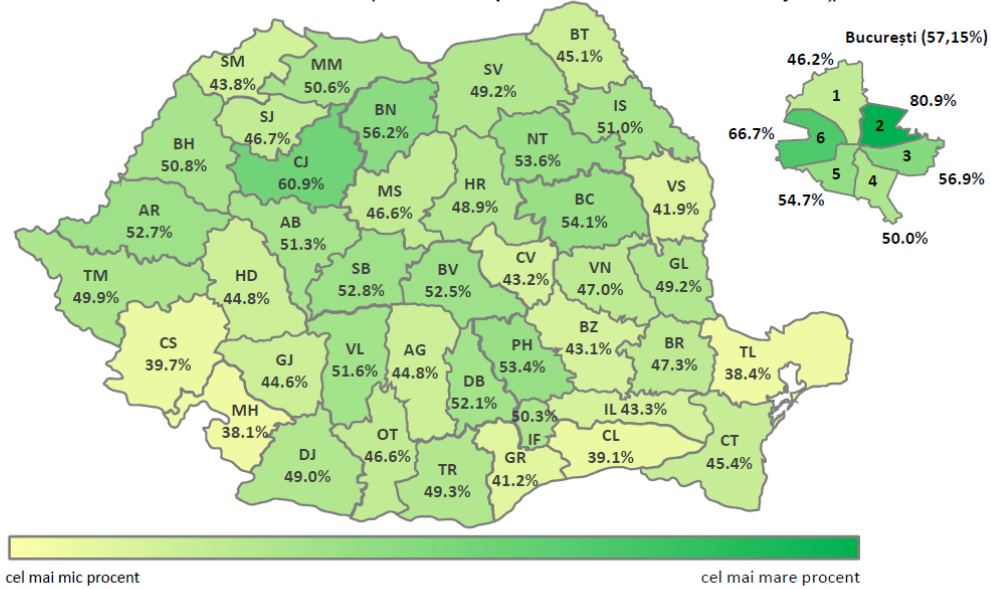 BT
45.1%
București (57,15%)
SM
43.8%
MM
50.6%
SV
49.2%
46.2%
1
80.9%
BN
56.2%
IS
51.0%
SJ
46.7%
2
66.7%
6
3
BH
50.8%
NT
53.6%
CJ
60.9%
5
4
56.9%
MS
46.6%
HR
48.9%
VS
41.9%
54.7%
BC
54.1%
AR
52.7%
AB
51.3%
50.0%
TM
49.9%
HD
44.8%
SB
52.8%
BV
52.5%
CV
43.2%
VN
47.0%
GL
49.2%
CS
39.7%
GJ
44.6%
VL
51.6%
AG
44.8%
PH
53.4%
BZ
43.1%
BR
47.3%
TL
38.4%
DB
52.1%
MH
38.1%
50.3%
IF
IL 43.3%
DJ
49.0%
OT
46.6%
TR
49.3%
GR
41.2%
CL
39.1%
CT
45.4%
cel mai mic procent
cel mai mare procent